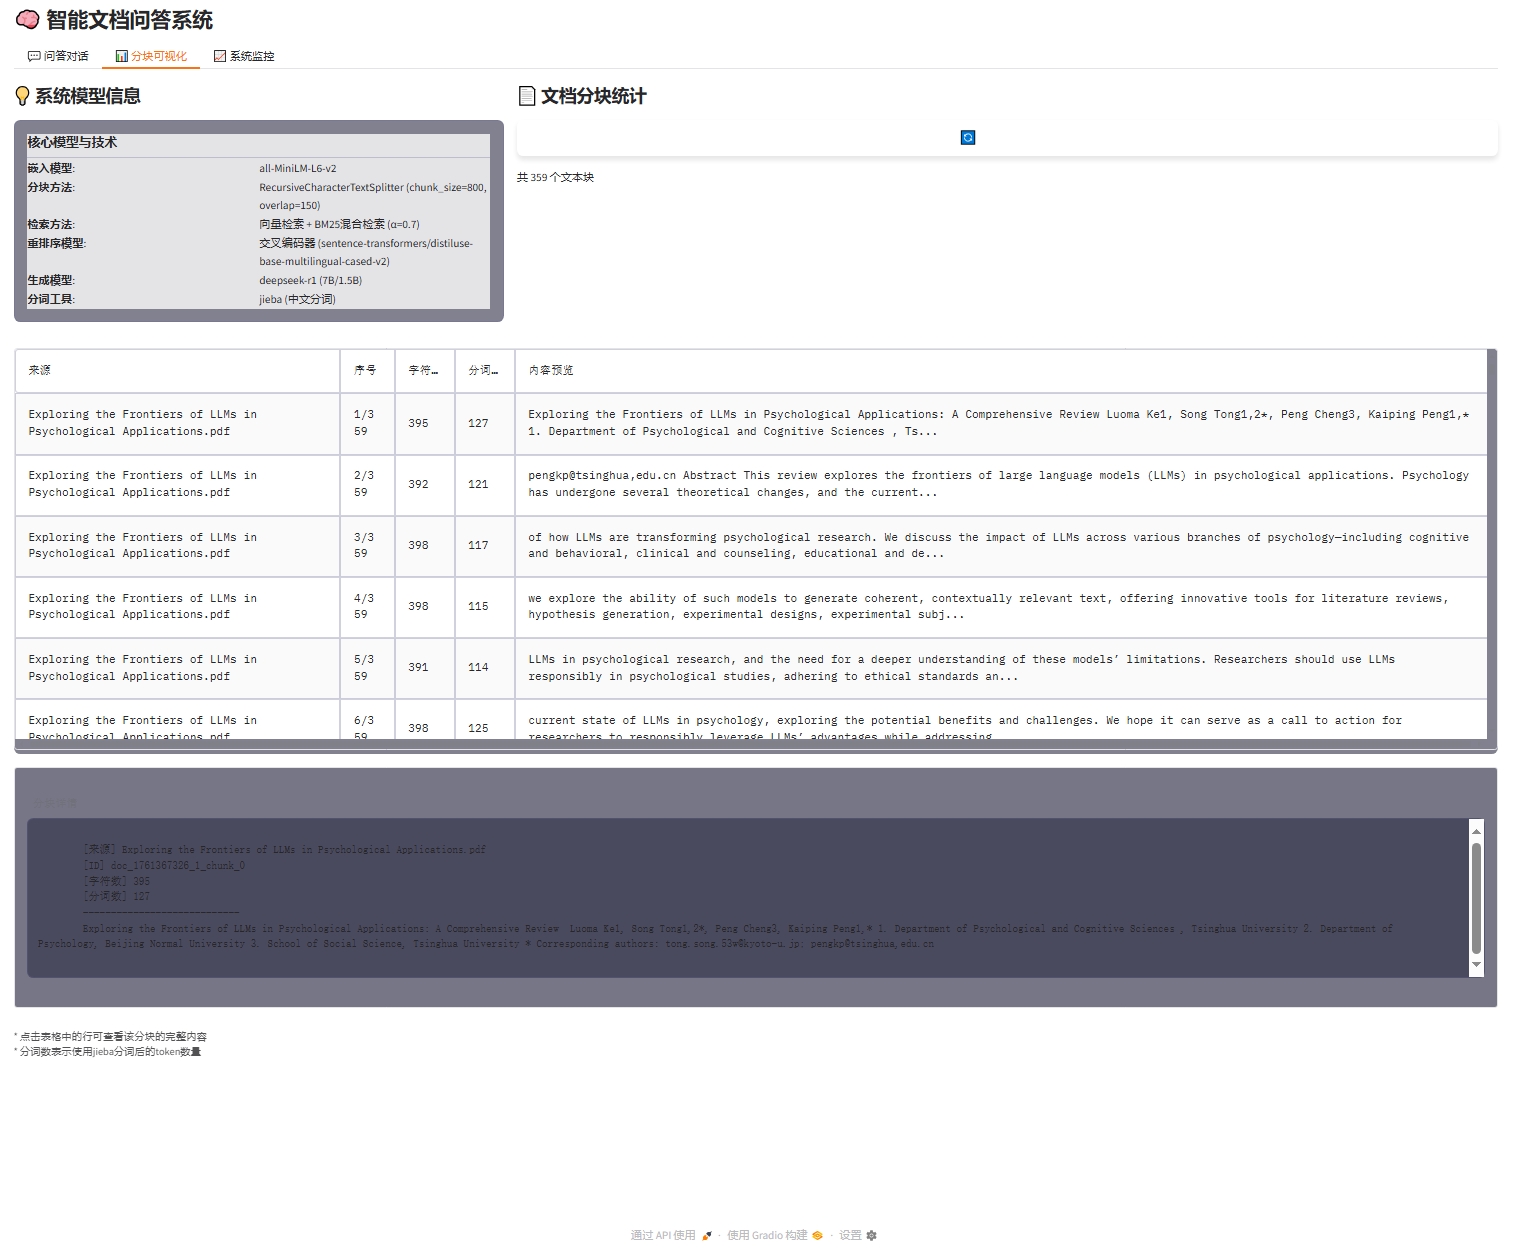 智能文档问答系统
问答对话 分块可视化 系统监控
系统模型信息
核心模型与技术
嵌入模型: all-MiniLM-L6-v2
分块方法: RecursiveCharacterTextSplitter (chunk_size=800,
overlap=150)
检索方法: 向量检索 + BM25混合检索 (α=0.7)
重排序模型: 交叉编码器 (sentence-transformers/distiluse-
base-multilingual-cased-v2)
生成模型: deepseek-r1 (7B/1.5B)
分词工具: jieba (中文分词)
文档分块统计
共 359 个文本块
来源 序号 字符… 分词… 内容预览
Exploring the Frontiers of LLMs in
Psychological Applications.pdf
1/3
59
395
127
Exploring the Frontiers of LLMs in Psychological Applications: A Comprehensive Review Luoma Ke1, Song Tong1,2*, Peng Cheng3, Kaiping Peng1,*
1. Department of Psychological and Cognitive Sciences , Ts...
Exploring the Frontiers of LLMs in
Psychological Applications.pdf
2/3
59
392
121
pengkp@tsinghua,edu.cn Abstract This review explores the frontiers of large language models (LLMs) in psychological applications. Psychology
has undergone several theoretical changes, and the current...
Exploring the Frontiers of LLMs in
Psychological Applications.pdf
3/3
59
398
117
of how LLMs are transforming psychological research. We discuss the impact of LLMs across various branches of psychology—including cognitive
and behavioral, clinical and counseling, educational and de...
Exploring the Frontiers of LLMs in
Psychological Applications.pdf
4/3
59
398
115
we explore the ability of such models to generate coherent, contextually relevant text, offering innovative tools for literature reviews,
hypothesis generation, experimental designs, experimental subj...
Exploring the Frontiers of LLMs in
Psychological Applications.pdf
5/3
59
391
114
LLMs in psychological research, and the need for a deeper understanding of these models’ limitations. Researchers should use LLMs
responsibly in psychological studies, adhering to ethical standards an...
Exploring the Frontiers of LLMs in
Psychological Applications.pdf
6/3
59
398
125
current state of LLMs in psychology, exploring the potential benefits and challenges. We hope it can serve as a call to action for
researchers to responsibly leverage LLMs’ advantages while addressing
[来源] Exploring the Frontiers of LLMs in Psychological Applications.pdf
[ID] doc_1761367326_1_chunk_0
[字符数] 395
[分词数] 127
----------------------------
Exploring the Frontiers of LLMs in Psychological Applications: A Comprehensive Review Luoma Ke1, Song Tong1,2*, Peng Cheng3, Kaiping Peng1,* 1. Department of Psychological and Cognitive Sciences , Tsinghua University 2. Department of
Psychology, Beijing Normal University 3. School of Social Science, Tsinghua University * Corresponding authors: tong.song.53w@kyoto-u.jp; pengkp@tsinghua,edu.cn
* 点击表格中的行可查看该分块的完整内容
* 分词数表示使用jieba分词后的token数量
通过 API 使用 · 使用 Gradio 构建 · 设置